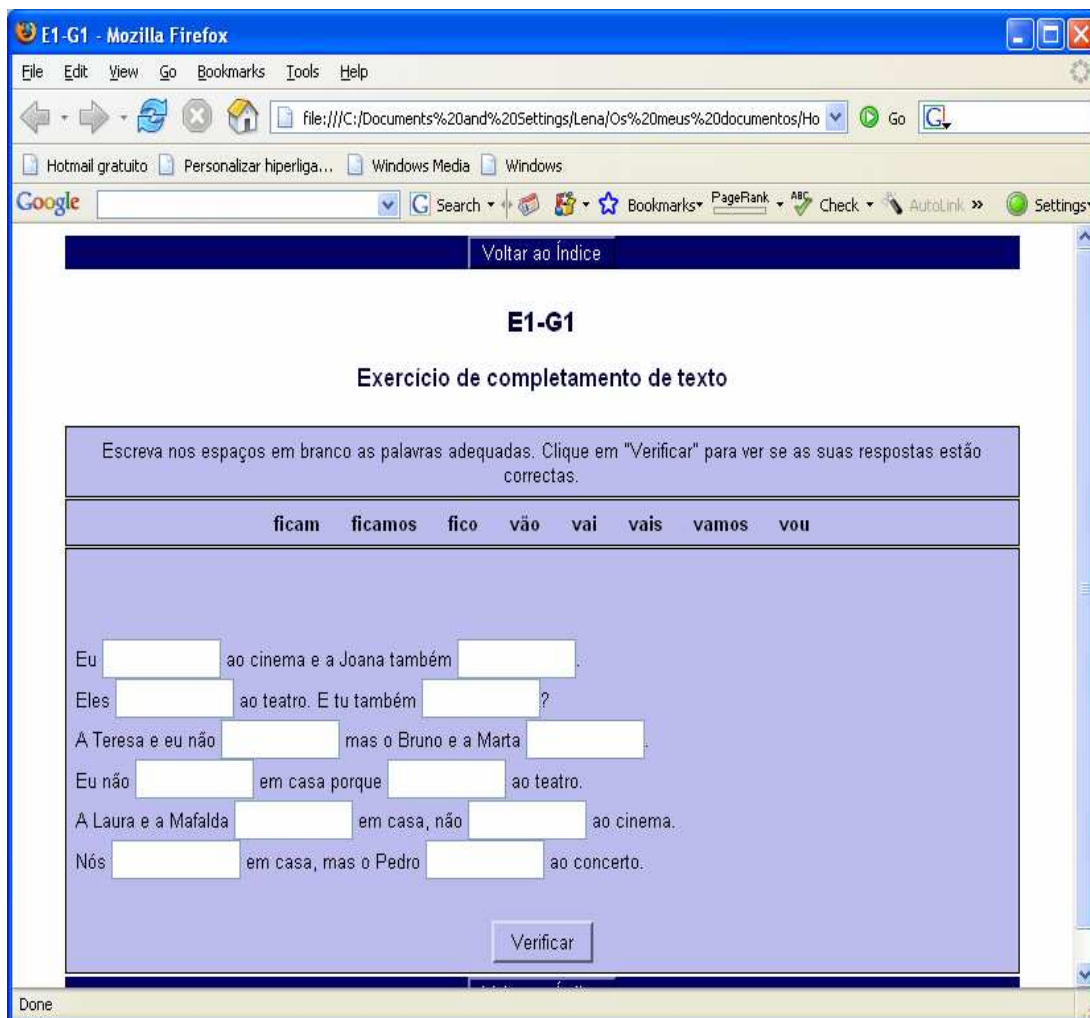 E1-G1 - Mozilla Firefox
File Edit View Go Bookmarks Tools Help
file:///C:/Documents%20and%20Settings/Lena/Os%20meus%20documentos/Ho Go G
Hotmail gratuito Personalizar hiperliga... Windows Media Windows
Google G Search Bookmarks PageRank ABC Check AutoLink » Settings
Voltar ao Índice
E1-G1
Exercício de completamento de texto
Escreva nos espaços em branco as palavras adequadas. Clique em "Verificar" para ver se as suas respostas estão
correctas.
ficam ficamos fico vão vai vais vamos vou
Eu ao cinema e a Joana também .
Eles ao teatro. E tu também ?
A Teresa e eu não mas o Bruno e a Marta .
Eu não em casa porque ao teatro.
A Laura e a Mafalda em casa, não ao cinema.
Nós em casa, mas o Pedro ao concerto.
Verificar
Done